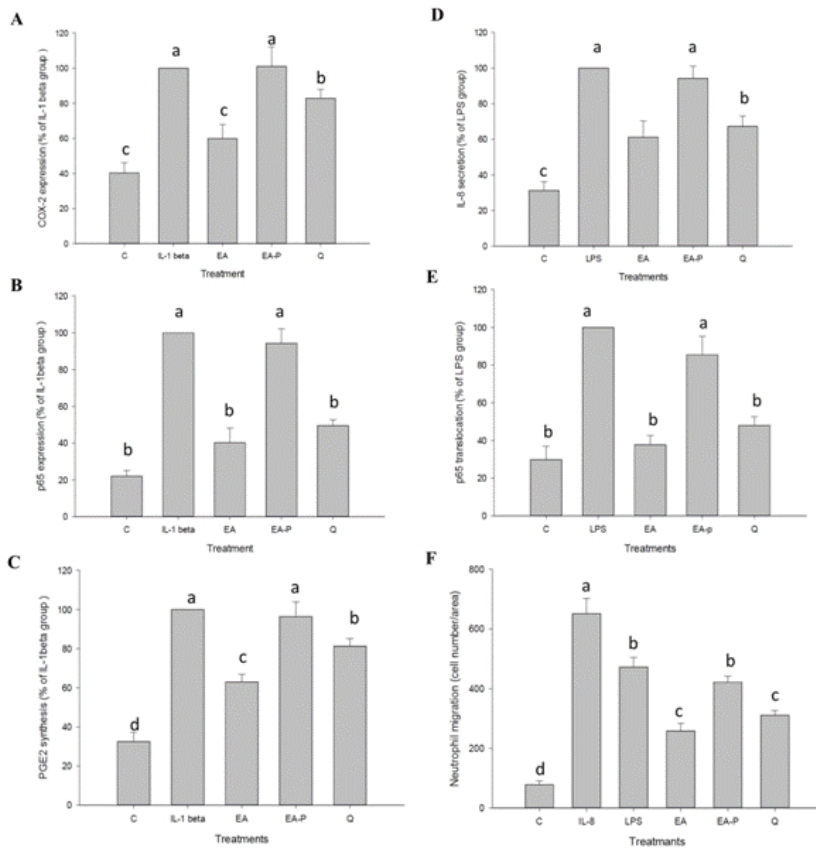 A
COX-2 expression (% of IL-1 beta group )
120
100
80
60
40
20
0
c
a
c
a
b
C IL-1 beta EA EA-P Q
Treatment
B
p65 expression (% of IL-1beta group )
120
100
80
60
40
20
0
b
a
b
a
b
C IL-1 beta EA EA-P Q
Treatment
C
PGE2 synthesis (% of IL-1beta group )
120
100
80
60
40
20
0
d
a
c
a
b
C IL-1 beta EA EA-P Q
Treatments
D
IL-8 secretion (% of LPS group)
120
100
80
60
40
20
0
c
a
a
b
C LPS EA EA-P Q
Treatments
E
p65 translocation (% of LPS group)
120
100
80
60
40
20
0
b
a
b
a
b
C LPS EA EA-p Q
Treatments
F
Neutrophil migration (cell number/area)
800
600
400
200
0
d
a
b
c
b
c
C IL-8 LPS EA EA-P Q
Treatmants